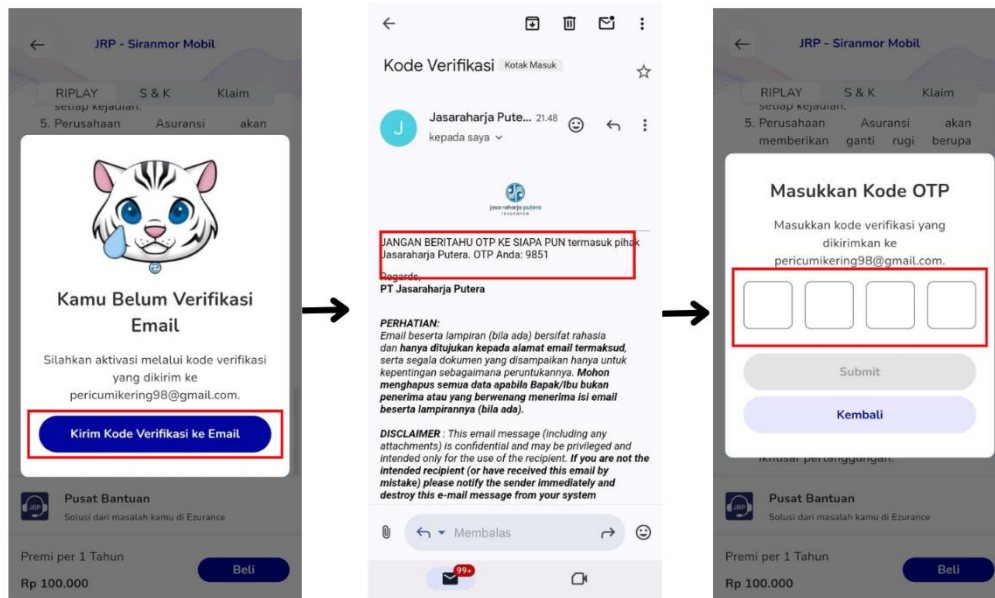 JRP - Siranmor Mobil
RIPLAY S & K Klaim
setiap kejadian.
5. Perusahaan Asuransi akan
Kamu Belum Verifikasi
Email
Silahkan aktivasi melalui kode verifikasi
yang dikirim ke
pericumikering98@gmail.com.
Kirim Kode Verifikasi ke Email
JRP
Pusat Bantuan
Solusi dari masalah kamu di Ezurance
Premi per 1 Tahun
Rp 100.000
Beli
Kode Verifikasi Kotak Masuk
J
Jasaraharja Pute... 21.48
kepada saya
jasa raharja putera
insurance
JANGAN BERITAHU OTP KE SIAPA PUN termasuk pihak
Jasaraharja Putera. OTP Anda: 9851
Regards,
PT Jasaraharja Putera
PERHATIAN:
Email beserta lampiran (bila ada) bersifat rahasia
dan hanya ditujukan kepada alamat email termaksud,
serta segala dokumen yang disampaikan hanya untuk
kepentingan sebagaimana peruntukannya. Mohon
menghapus semua data apabila Bapak/Ibu bukan
penerima atau yang berwenang menerima isi email
beserta lampirannya (bila ada).
DISCLAIMER : This email message (including any
attachments) is confidential and may be privileged and
intended only for the use of the recipient. If you are not the
intended recipient (or have received this email by
mistake) please notify the sender immediately and
destroy this e-mail message from your system
Membalas
99+
JRP - Siranmor Mobil
RIPLAY S & K Klaim
setiap kejadian.
5. Perusahaan Asuransi akan
memberikan ganti rugi berupa
Masukkan Kode OTP
Masukkan kode verifikasi yang
dikirimkan ke
pericumikering98@gmail.com.
Submit
Kembali
ikhtisar pertanggungan.
JRP
Pusat Bantuan
Solusi dari masalah kamu di Ezurance
Premi per 1 Tahun
Rp 100.000
Beli